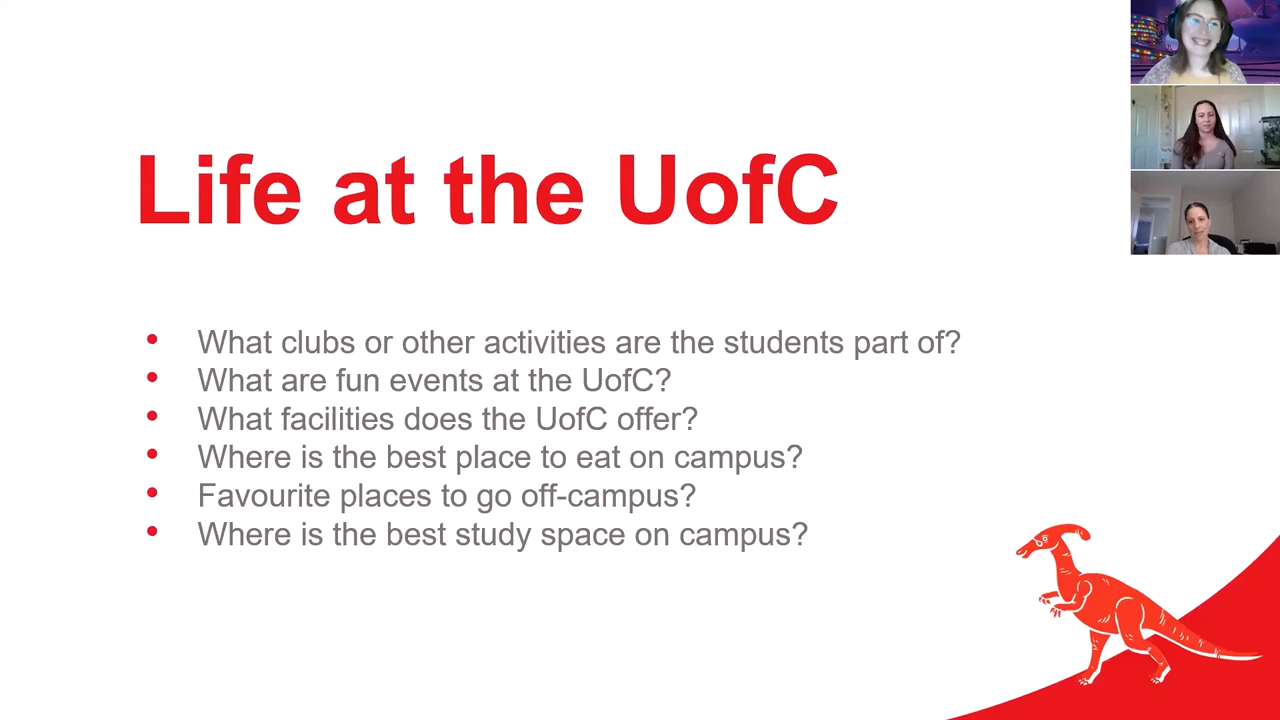 Life at the UofC
• What clubs or other activities are the students part of?
• What are fun events at the UofC?
• What facilities does the UofC offer?
• Where is the best place to eat on campus?
• Favourite places to go off-campus?
• Where is the best study space on campus?